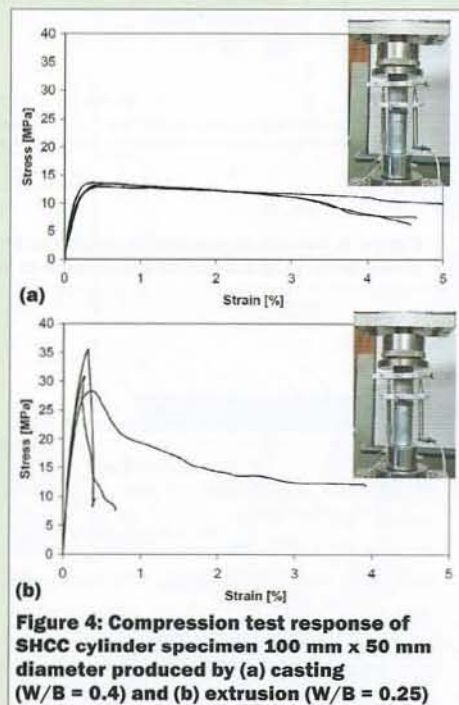 40
35
30
25
20
15
10
5
0
Stress [MPa]
0 1 2 3 4 5
Strain [%]
(a)
40
35
30
25
20
15
10
5
0
Stress [MPa]
0 1 2 3 4 5
Strain [%]
(b)
Figure 4: Compression test response of
SHCC cylinder specimen 100 mm x 50 mm
diameter produced by (a) casting
(W/B = 0.4) and (b) extrusion (W/B = 0.25)